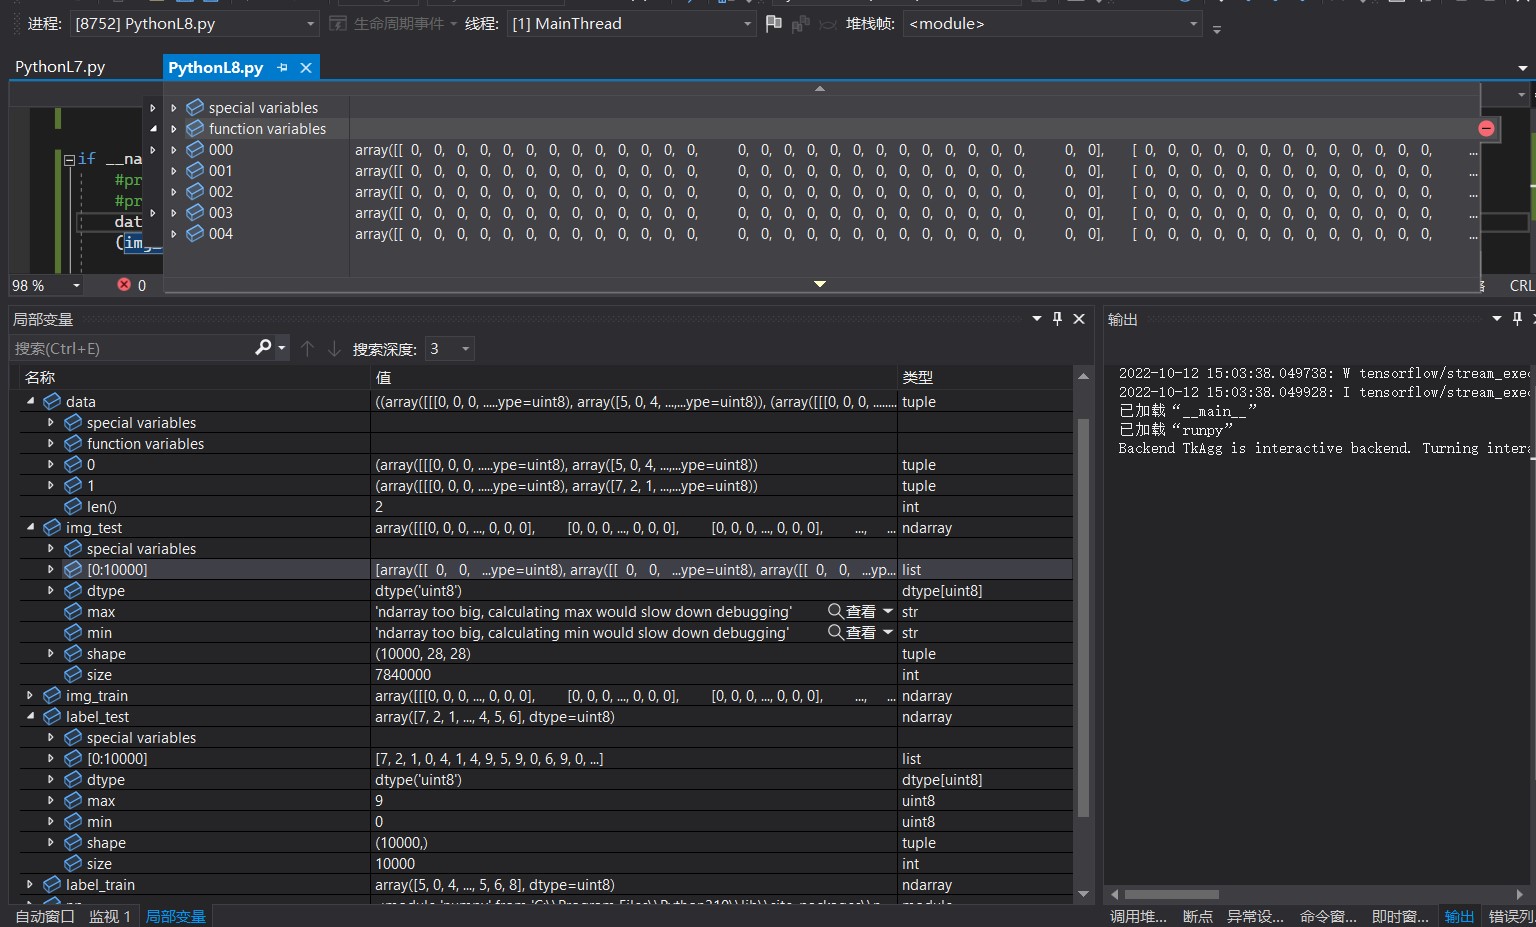 进程: [8752] PythonL8.py 生命周期事件 线程: [1] MainThread 堆栈帧: <module>
PythonL7.py PythonL8.py
special variables
function variables
000 array([[ 0, 0, 0, 0, 0, 0, 0, 0, 0, 0, 0, 0, 0, 0, 0, 0, 0, 0, 0, 0, 0, 0, 0, 0, 0, 0, 0, 0], [ 0, 0, 0, 0, 0, 0, 0, 0, 0, 0, 0, 0, 0, ...
001 array([[ 0, 0, 0, 0, 0, 0, 0, 0, 0, 0, 0, 0, 0, 0, 0, 0, 0, 0, 0, 0, 0, 0, 0, 0, 0, 0, 0, 0], [ 0, 0, 0, 0, 0, 0, 0, 0, 0, 0, 0, 0, 0, ...
002 array([[ 0, 0, 0, 0, 0, 0, 0, 0, 0, 0, 0, 0, 0, 0, 0, 0, 0, 0, 0, 0, 0, 0, 0, 0, 0, 0, 0, 0], [ 0, 0, 0, 0, 0, 0, 0, 0, 0, 0, 0, 0, 0, ...
003 array([[ 0, 0, 0, 0, 0, 0, 0, 0, 0, 0, 0, 0, 0, 0, 0, 0, 0, 0, 0, 0, 0, 0, 0, 0, 0, 0, 0, 0], [ 0, 0, 0, 0, 0, 0, 0, 0, 0, 0, 0, 0, 0, ...
004 array([[ 0, 0, 0, 0, 0, 0, 0, 0, 0, 0, 0, 0, 0, 0, 0, 0, 0, 0, 0, 0, 0, 0, 0, 0, 0, 0, 0, 0], [ 0, 0, 0, 0, 0, 0, 0, 0, 0, 0, 0, 0, 0, ...
if __na
#pr
#pr
dat
(img_
98 % 0 CRL
局部变量
搜索(Ctrl+E) 搜索深度: 3
名称 值 类型
data ((array([[[0, 0, 0, .....ype=uint8), array([5, 0, 4, ...,...ype=uint8)), (array([[[0, 0, 0, ........ tuple
special variables
function variables
0 (array([[[0, 0, 0, .....ype=uint8), array([5, 0, 4, ...,...ype=uint8)) tuple
1 (array([[[0, 0, 0, .....ype=uint8), array([7, 2, 1, ...,...ype=uint8)) tuple
len() 2 int
img_test array([[[0, 0, 0, ..., 0, 0, 0], [0, 0, 0, ..., 0, 0, 0], [0, 0, 0, ..., 0, 0, 0], ..., ... ndarray
special variables
[0:10000] [array([[ 0, 0, ...ype=uint8), array([[ 0, 0, ...ype=uint8), array([[ 0, 0, ...yp... list
dtype dtype('uint8') dtype[uint8]
max 'ndarray too big, calculating max would slow down debugging' 查看 str
min 'ndarray too big, calculating min would slow down debugging' 查看 str
shape (10000, 28, 28) tuple
size 7840000 int
img_train array([[[0, 0, 0, ..., 0, 0, 0], [0, 0, 0, ..., 0, 0, 0], [0, 0, 0, ..., 0, 0, 0], ..., ... ndarray
label_test array([7, 2, 1, ..., 4, 5, 6], dtype=uint8) ndarray
special variables
[0:10000] [7, 2, 1, 0, 4, 1, 4, 9, 5, 9, 0, 6, 9, 0, ...] list
dtype dtype('uint8') dtype[uint8]
max 9 uint8
min 0 uint8
shape (10000,) tuple
size 10000 int
label_train array([5, 0, 4, ..., 5, 6, 8], dtype=uint8) ndarray
自动窗口 监视 1 局部变量
输出
2022-10-12 15:03:38.049738: W tensorflow/stream_exe
2022-10-12 15:03:38.049928: I tensorflow/stream_exe
已加载“__main__”
已加载“runpy”
Backend TkAgg is interactive backend. Turning intera
调用堆... 断点 异常设... 命令窗... 即时窗... 输出 错误列